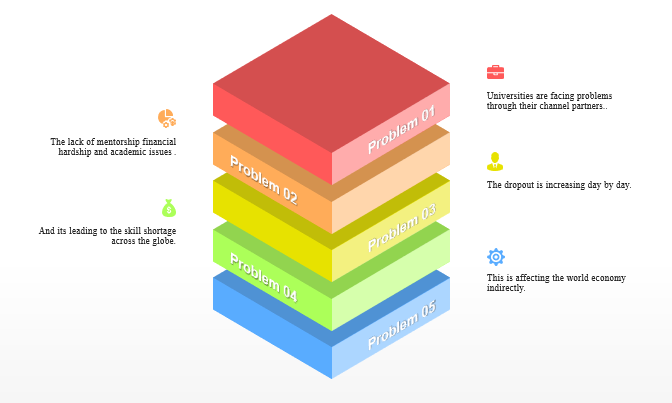 Problem 01
Universities are facing problems
through their channel partners..
Problem 02
The lack of mentorship financial
hardship and academic issues .
Problem 03
The dropout is increasing day by day.
Problem 04
And its leading to the skill shortage
across the globe.
Problem 05
This is affecting the world economy
indirectly.